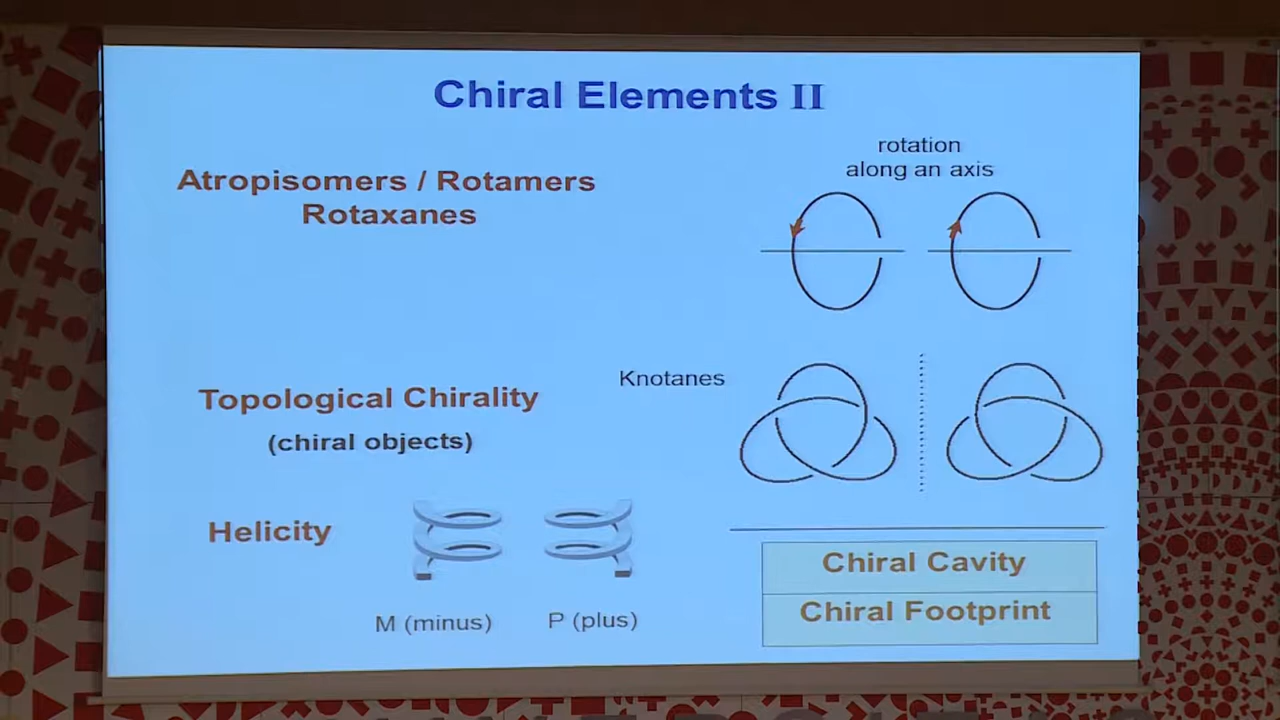 Chiral Elements II
rotation
along an axis
Atropisomers / Rotamers
Rotaxanes
Knotanes
Topological Chirality
(chiral objects)
Helicity
M (minus)
P (plus)
Chiral Cavity
Chiral Footprint